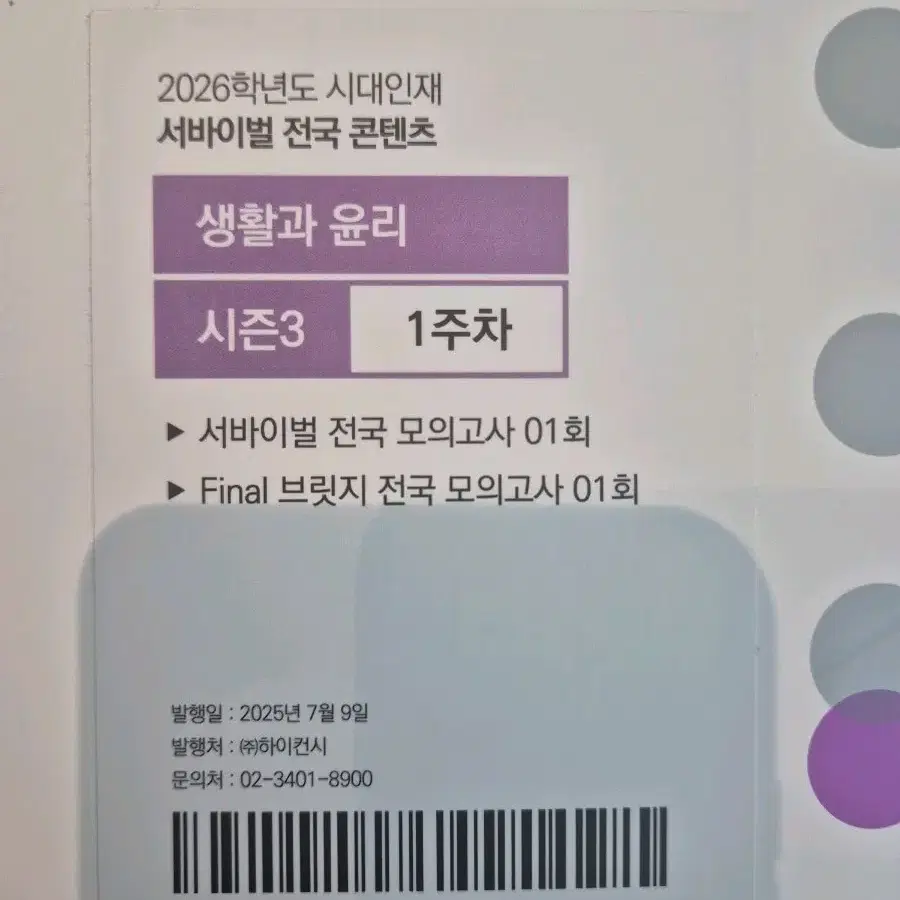 2026학년도 시대인재
서바이벌 전국 콘텐츠
생활과 윤리
시즌3 1주차
▶ 서바이벌 전국 모의고사 01회
▶ Final 브릿지 전국 모의고사 01회
발행일 : 2025년 7월 9일
발행처 : ㈜하이컨시
문의처 : 02-3401-8900